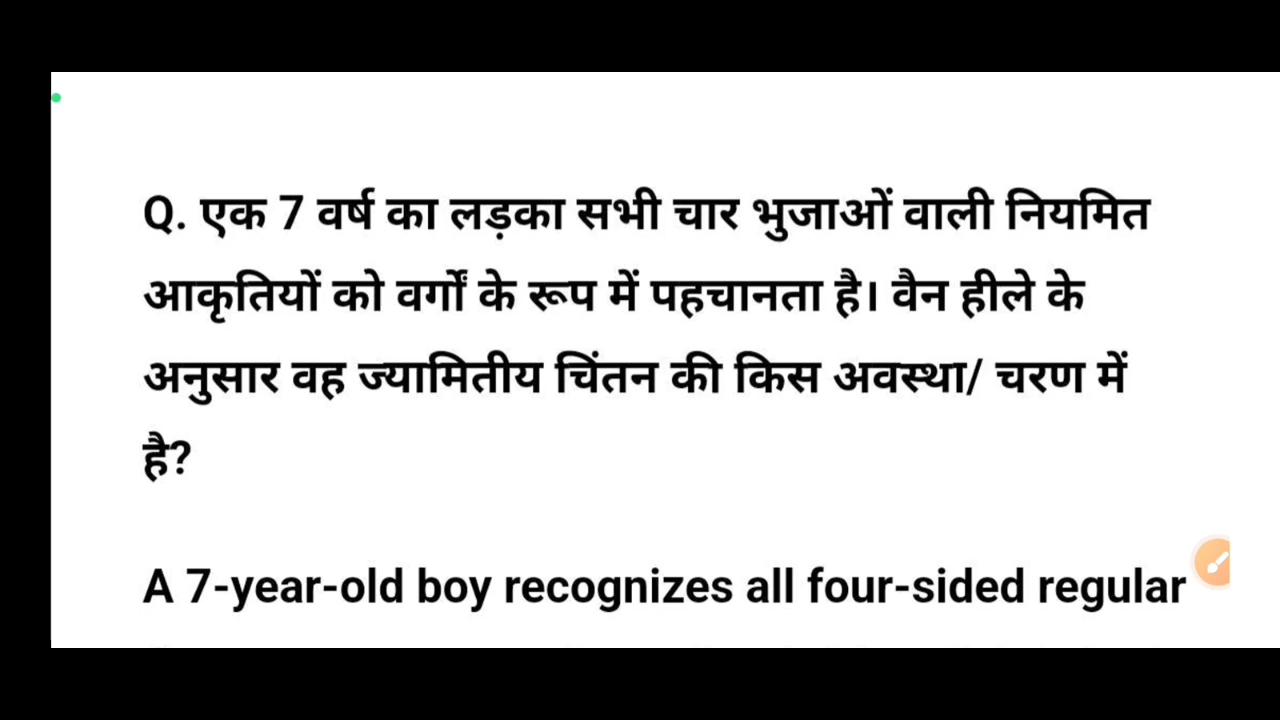 Q. एक 7 वर्ष का लड़का सभी चार भुजाओं वाली नियमित
आकृतियों को वर्गों के रूप में पहचानता है। वैन हीले के
अनुसार वह ज्यामितीय चिंतन की किस अवस्था/ चरण में
है?
A 7-year-old boy recognizes all four-sided regular